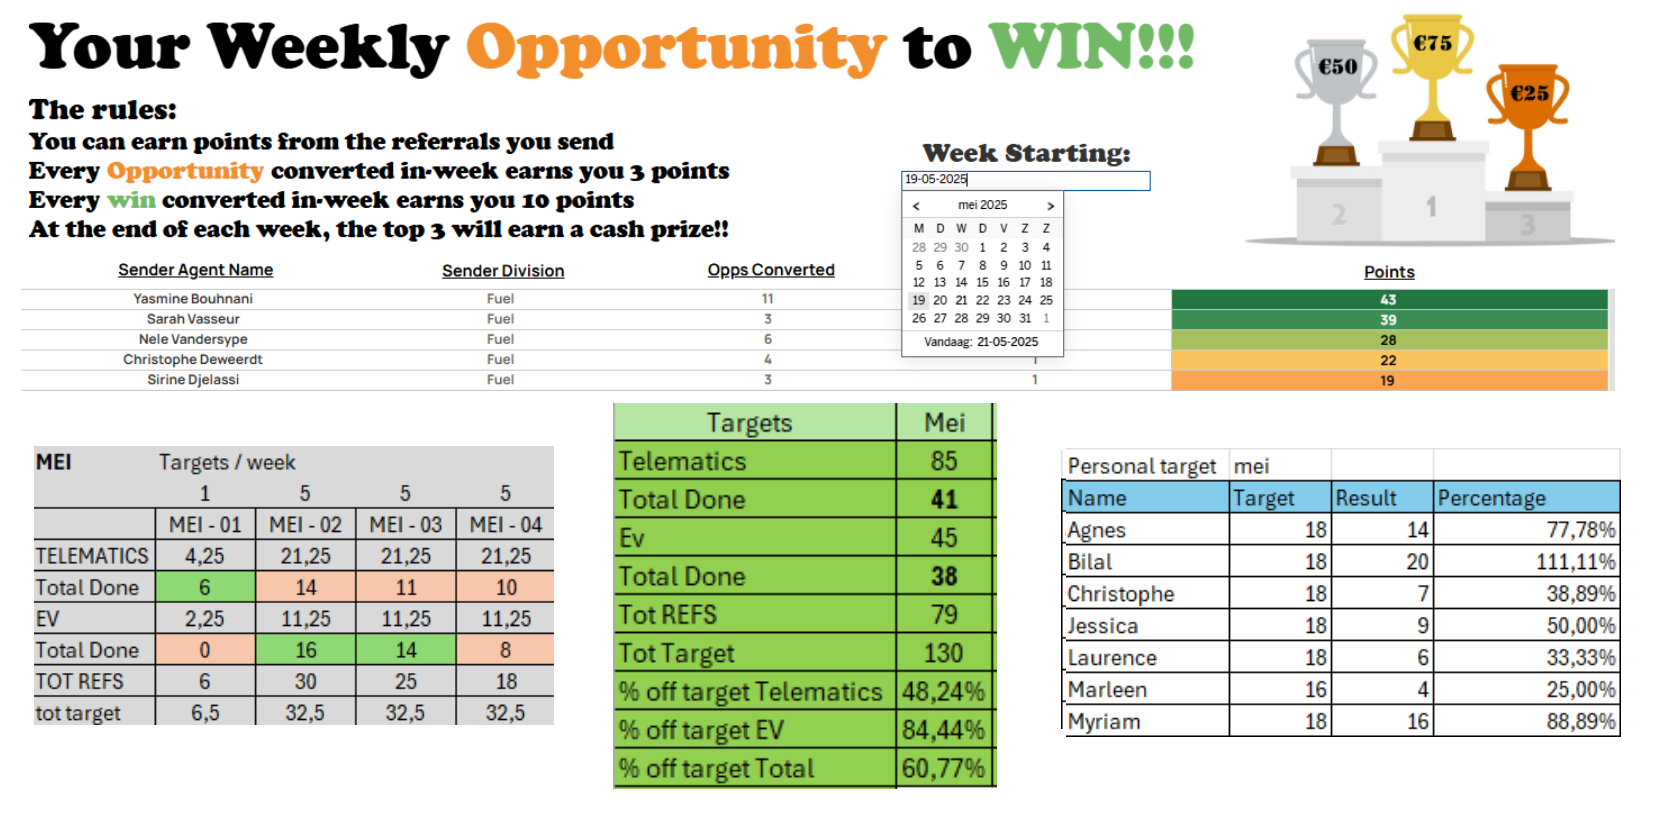 Your Weekly Opportunity to WIN!!!
€50
€75
€25
2
1
3
The rules:
You can earn points from the referrals you send
Every Opportunity converted in-week earns you 3 points
Every win converted in-week earns you 10 points
At the end of each week, the top 3 will earn a cash prize!!
Week Starting:
19-05-2025
< mei 2025 >
M D W D V Z Z
28 29 30 1 2 3 4
5 6 7 8 9 10 11
12 13 14 15 16 17 18
19 20 21 22 23 24 25
26 27 28 29 30 31 1
Vandaag: 21-05-2025
Sender Agent Name Sender Division Opps Converted Points
Yasmine Bouhnani Fuel 11 43
Sarah Vasseur Fuel 3 39
Nele Vandersype Fuel 6 28
Christophe Deweerdt Fuel 4 1 22
Sirine Djelassi Fuel 3 1 19
MEI Targets / week
1 5 5 5
MEI - 01 MEI - 02 MEI - 03 MEI - 04
TELEMATICS 4,25 21,25 21,25 21,25
Total Done 6 14 11 10
EV 2,25 11,25 11,25 11,25
Total Done 0 16 14 8
TOT REFS 6 30 25 18
tot target 6,5 32,5 32,5 32,5
Targets Mei
Telematics 85
Total Done 41
Ev 45
Total Done 38
Tot REFS 79
Tot Target 130
% off target Telematics 48,24%
% off target EV 84,44%
% off target Total 60,77%
Personal target mei
Name Target Result Percentage
Agnes 18 14 77,78%
Bilal 18 20 111,11%
Christophe 18 7 38,89%
Jessica 18 9 50,00%
Laurence 18 6 33,33%
Marleen 16 4 25,00%
Myriam 18 16 88,89%